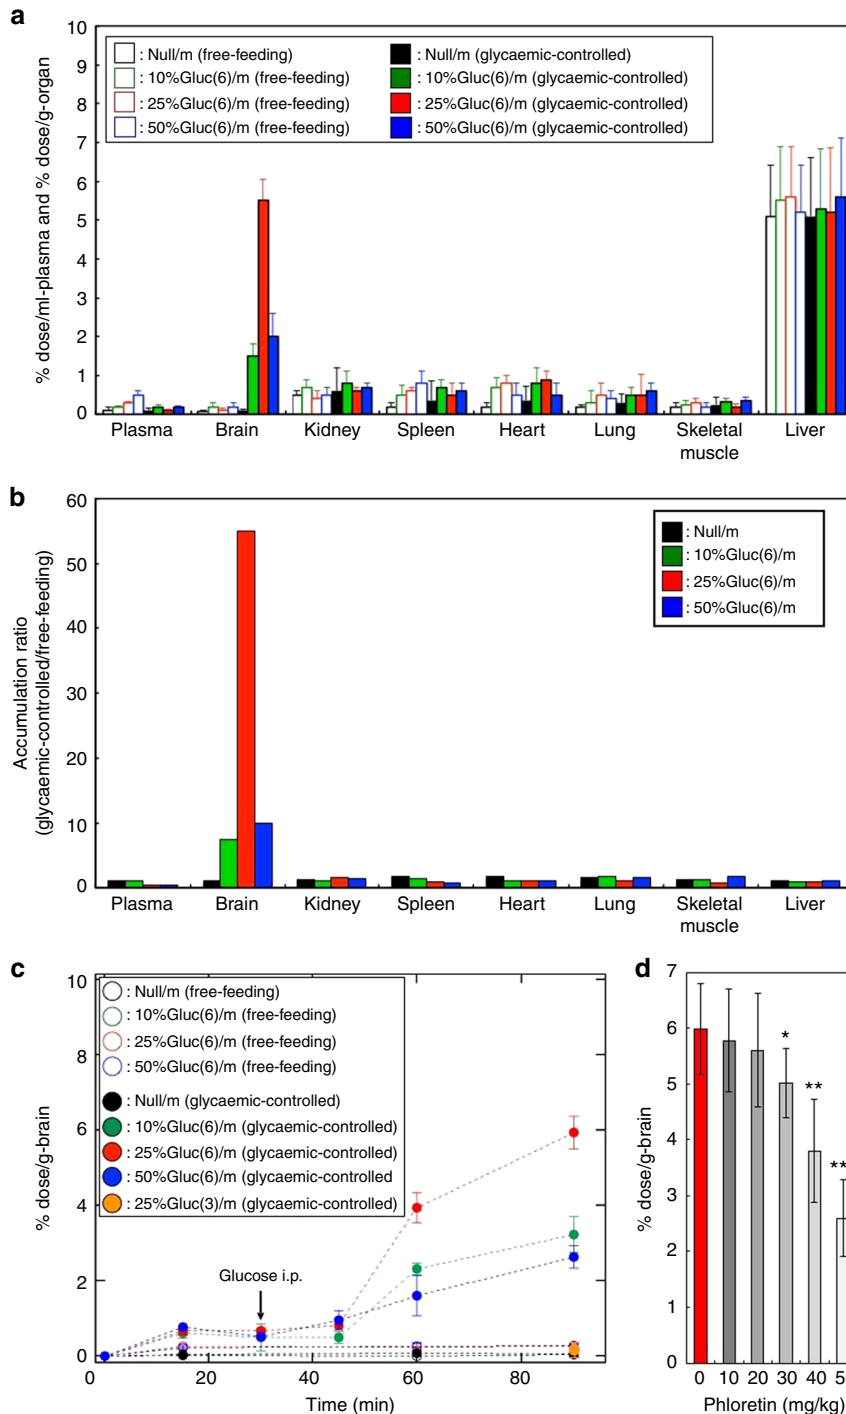 a
10
9
8
7
6
5
4
3
2
1
0
% dose/ml-plasma and % dose/g-organ
: Null/m (free-feeding)
: 10%Gluc(6)/m (free-feeding)
: 25%Gluc(6)/m (free-feeding)
: 50%Gluc(6)/m (free-feeding)
: Null/m (glycaemic-controlled)
: 10%Gluc(6)/m (glycaemic-controlled)
: 25%Gluc(6)/m (glycaemic-controlled)
: 50%Gluc(6)/m (glycaemic-controlled)
Plasma Brain Kidney Spleen Heart Lung Skeletal muscle Liver
b
60
50
40
30
20
10
0
Accumulation ratio
(glycaemic-controlled/free-feeding)
: Null/m
: 10%Gluc(6)/m
: 25%Gluc(6)/m
: 50%Gluc(6)/m
Plasma Brain Kidney Spleen Heart Lung Skeletal muscle Liver
c
10
8
6
4
2
0
% dose/g-brain
: Null/m (free-feeding)
: 10%Gluc(6)/m (free-feeding)
: 25%Gluc(6)/m (free-feeding)
: 50%Gluc(6)/m (free-feeding)
: Null/m (glycaemic-controlled)
: 10%Gluc(6)/m (glycaemic-controlled)
: 25%Gluc(6)/m (glycaemic-controlled)
: 50%Gluc(6)/m (glycaemic-controlled
: 25%Gluc(3)/m (glycaemic-controlled)
Glucose i.p.
0 20 40 60 80
Time (min)
d
7
6
5
4
3
2
1
0
% dose/g-brain
*
**
**
0 10 20 30 40
Phloretin (mg/kg)